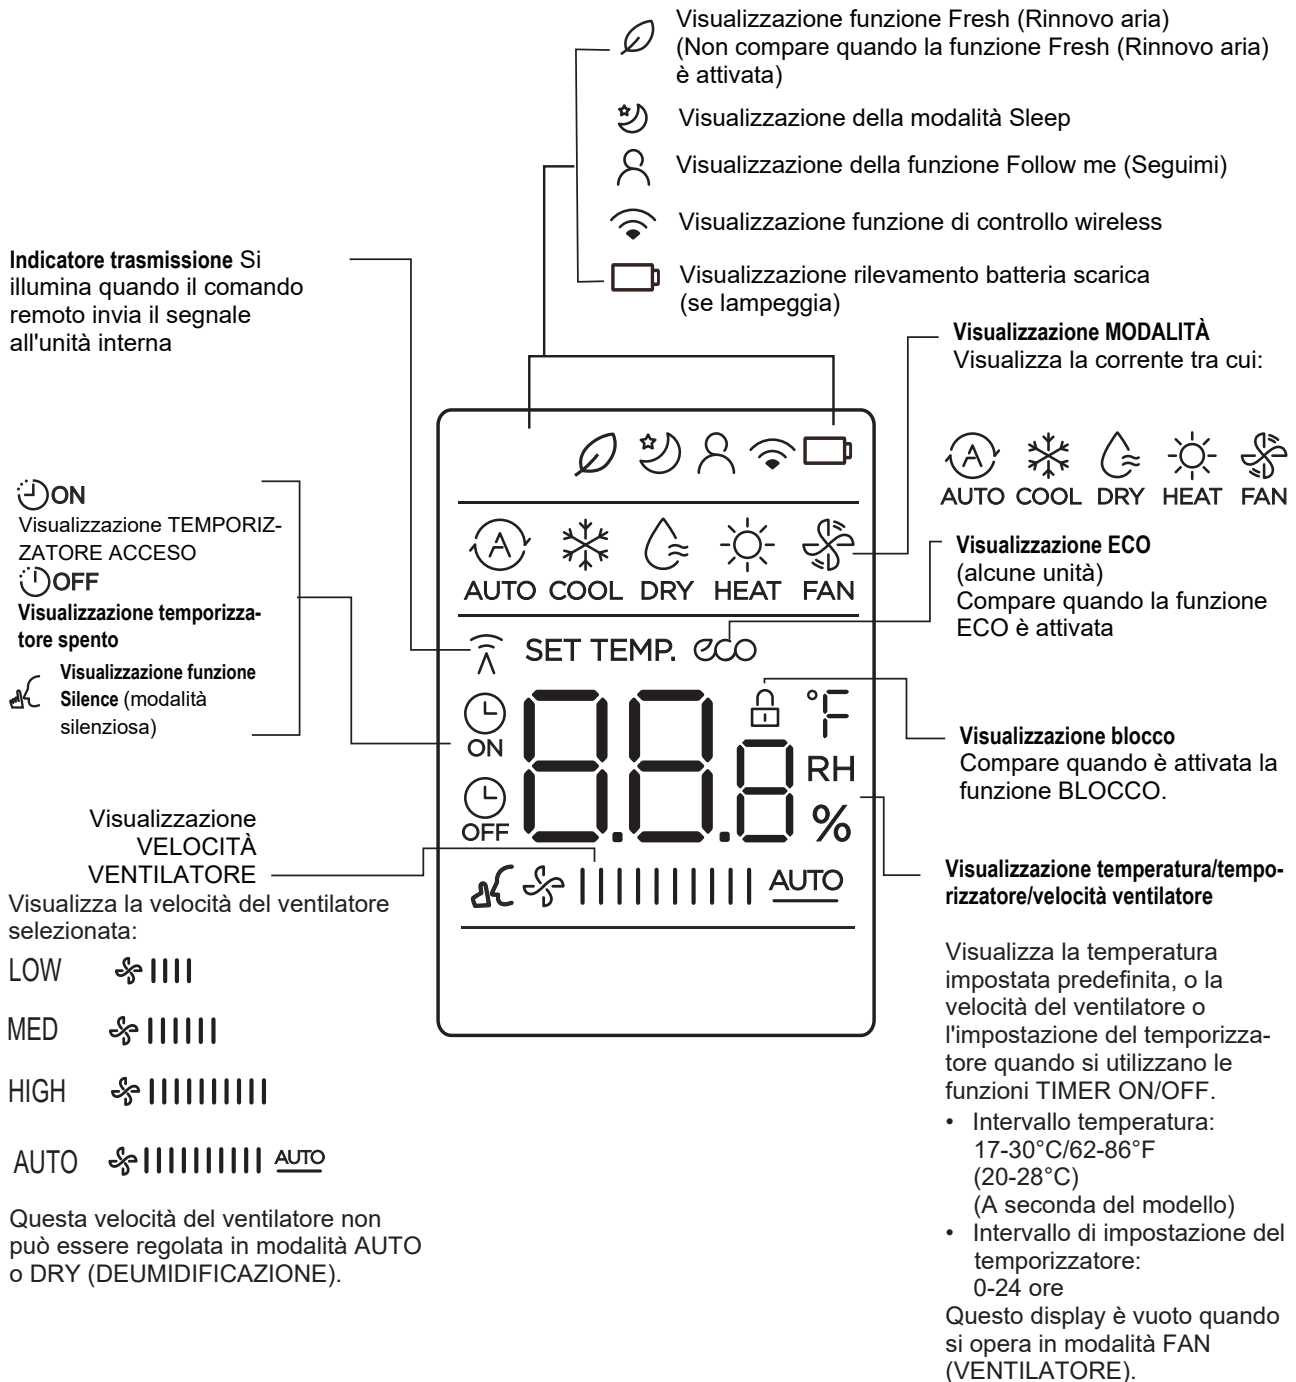 Visualizzazione funzione Fresh (Rinnovo aria)
(Non compare quando la funzione Fresh (Rinnovo aria)
è attivata)
Visualizzazione della modalità Sleep
Visualizzazione della funzione Follow me (Seguimi)
Visualizzazione funzione di controllo wireless
Visualizzazione rilevamento batteria scarica
(se lampeggia)
Indicatore trasmissione Si
illumina quando il comando
remoto invia il segnale
all'unità interna
Visualizzazione MODALITÀ
Visualizza la corrente tra cui:
A
AUTO COOL DRY HEAT FAN
ON
Visualizzazione TEMPORIZ-
ZATORE ACCESO
OFF
Visualizzazione temporizza-
tore spento
Visualizzazione funzione
Silence (modalità
silenziosa)
A
AUTO COOL DRY HEAT FAN
SET TEMP. eco
ON
OFF
88.8
°F
RH
%
AUTO
Visualizzazione ECO
(alcune unità)
Compare quando la funzione
ECO è attivata
Visualizzazione blocco
Compare quando è attivata la
funzione BLOCCO.
Visualizzazione
VELOCITÀ
VENTILATORE
Visualizza la velocità del ventilatore
selezionata:
LOW
MED
HIGH
AUTO AUTO
Questa velocità del ventilatore non
può essere regolata in modalità AUTO
o DRY (DEUMIDIFICAZIONE).
Visualizzazione temperatura/tempo-
rizzatore/velocità ventilatore
Visualizza la temperatura
impostata predefinita, o la
velocità del ventilatore o
l'impostazione del temporizza-
tore quando si utilizzano le
funzioni TIMER ON/OFF.
• Intervallo temperatura:
17-30°C/62-86°F
(20-28°C)
(A seconda del modello)
• Intervallo di impostazione del
temporizzatore:
0-24 ore
Questo display è vuoto quando
si opera in modalità FAN
(VENTILATORE).